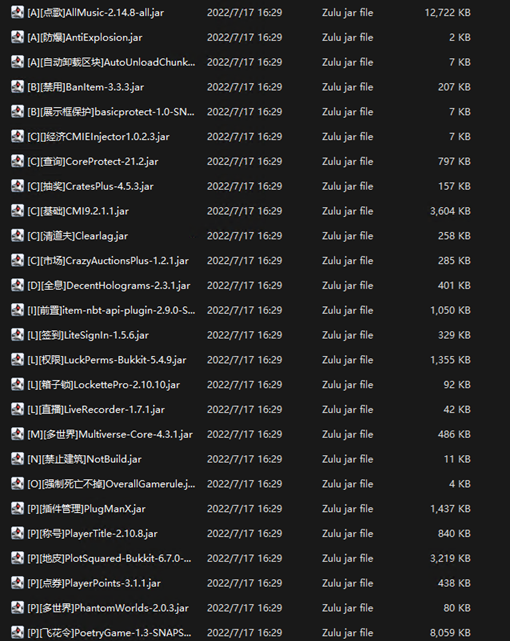 [A][点歌]AllMusic-2.14.8-all.jar 2022/7/17 16:29 Zulu jar file 12,722 KB
[A][防爆]AntiExplosion.jar 2022/7/17 16:29 Zulu jar file 2 KB
[A][自动卸载区块]AutoUnloadChunk... 2022/7/17 16:29 Zulu jar file 7 KB
[B][禁用]BanItem-3.3.3.jar 2022/7/17 16:29 Zulu jar file 207 KB
[B][展示框保护]basicprotect-1.0-SN... 2022/7/17 16:29 Zulu jar file 7 KB
[C][]经济CMIEInjector1.0.2.3.jar 2022/7/17 16:29 Zulu jar file 7 KB
[C][查询]CoreProtect-21.2.jar 2022/7/17 16:29 Zulu jar file 797 KB
[C][抽奖]CratesPlus-4.5.3.jar 2022/7/17 16:29 Zulu jar file 157 KB
[C][基础]CMI9.2.1.1.jar 2022/7/17 16:29 Zulu jar file 3,604 KB
[C][清道夫]Clearlag.jar 2022/7/17 16:29 Zulu jar file 258 KB
[C][市场]CrazyAuctionsPlus-1.2.1.jar 2022/7/17 16:29 Zulu jar file 285 KB
[D][全息]DecentHolograms-2.3.1.jar 2022/7/17 16:29 Zulu jar file 401 KB
[I][前置]item-nbt-api-plugin-2.9.0-S... 2022/7/17 16:29 Zulu jar file 1,050 KB
[L][签到]LiteSignIn-1.5.6.jar 2022/7/17 16:29 Zulu jar file 329 KB
[L][权限]LuckPerms-Bukkit-5.4.9.jar 2022/7/17 16:29 Zulu jar file 1,355 KB
[L][箱子锁]LockettePro-2.10.10.jar 2022/7/17 16:29 Zulu jar file 92 KB
[L][直播]LiveRecorder-1.7.1.jar 2022/7/17 16:29 Zulu jar file 42 KB
[M][多世界]Multiverse-Core-4.3.1.jar 2022/7/17 16:29 Zulu jar file 486 KB
[N][禁止建筑]NotBuild.jar 2022/7/17 16:29 Zulu jar file 11 KB
[O][强制死亡不掉]OverallGamerule.j... 2022/7/17 16:29 Zulu jar file 4 KB
[P][插件管理]PlugManX.jar 2022/7/17 16:29 Zulu jar file 1,437 KB
[P][称号]PlayerTitle-2.10.8.jar 2022/7/17 16:29 Zulu jar file 840 KB
[P][地皮]PlotSquared-Bukkit-6.7.0-... 2022/7/17 16:29 Zulu jar file 3,219 KB
[P][点券]PlayerPoints-3.1.1.jar 2022/7/17 16:29 Zulu jar file 438 KB
[P][多世界]PhantomWorlds-2.0.3.jar 2022/7/17 16:29 Zulu jar file 80 KB
[P][飞花令]PoetryGame-1.3-SNAPS... 2022/7/17 16:29 Zulu jar file 8,059 KB